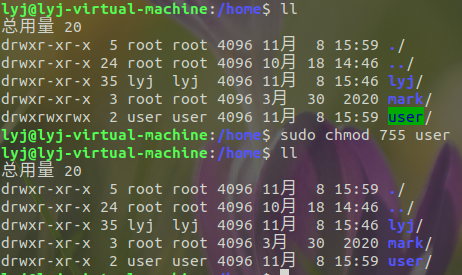 lyj@lyj-virtual-machine:/home$ ll
总用量 20
drwxr-xr-x  5 root root 4096 11月  8 15:59 ./
drwxr-xr-x 24 root root 4096 10月 18 14:46 ../
drwxr-xr-x 35 lyj  lyj  4096 11月  8 15:46 lyj/
drwxr-xr-x  3 root root 4096 3月  30  2020 mark/
drwxrwxrwx  2 user user 4096 11月  8 15:59 user/
lyj@lyj-virtual-machine:/home$ sudo chmod 755 user
lyj@lyj-virtual-machine:/home$ ll
总用量 20
drwxr-xr-x  5 root root 4096 11月  8 15:59 ./
drwxr-xr-x 24 root root 4096 10月 18 14:46 ../
drwxr-xr-x 35 lyj  lyj  4096 11月  8 15:46 lyj/
drwxr-xr-x  3 root root 4096 3月  30  2020 mark/
drwxr-xr-x  2 user user 4096 11月  8 15:59 user/